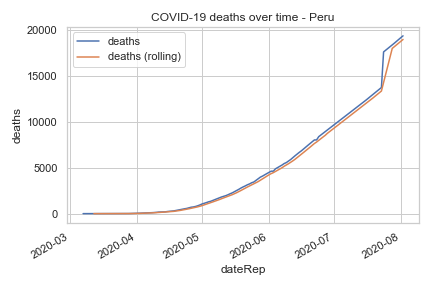 COVID-19 deaths over time - Peru
deaths
deaths (rolling)
20000
15000
10000
5000
0
deaths
2020-03
2020-04
2020-05
2020-06
2020-07
2020-08
dateRep